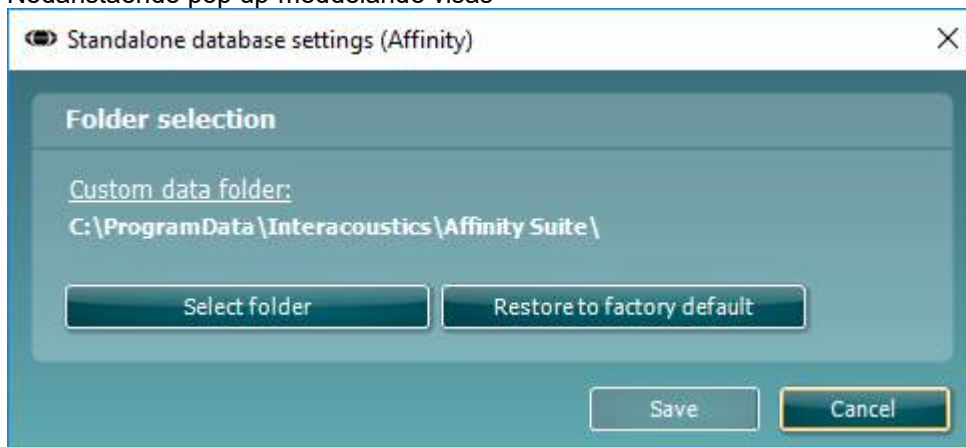 Nedanstående pop-up-meddelande visas
Standalone database settings (Affinity)
Folder selection
Custom data folder:
C:\ProgramData\Interacoustics\Affinity Suite\
Select folder
Restore to factory default
Save
Cancel